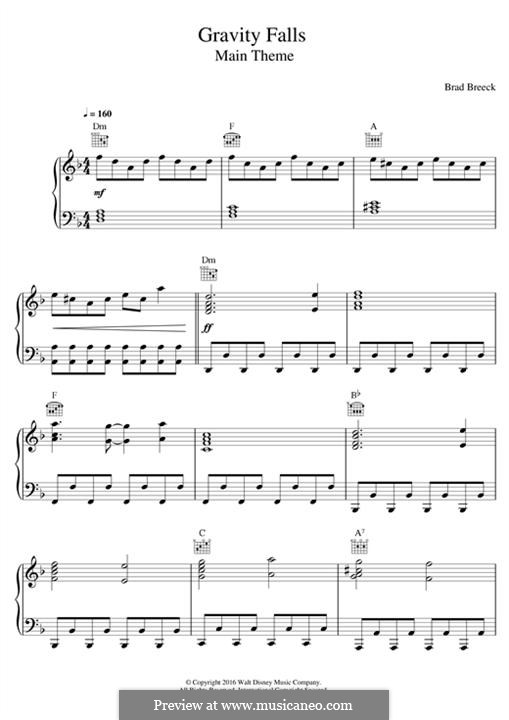 Gravity Falls
Main Theme
Brad Breeck
♩ = 160
Dm F A
mf
Dm
ff
F B♭
C A7
© Copyright 2016 Walt Disney Music Company.
All Rights Reserved. International Copyright Secured.
Preview at
www.musicaneo.com